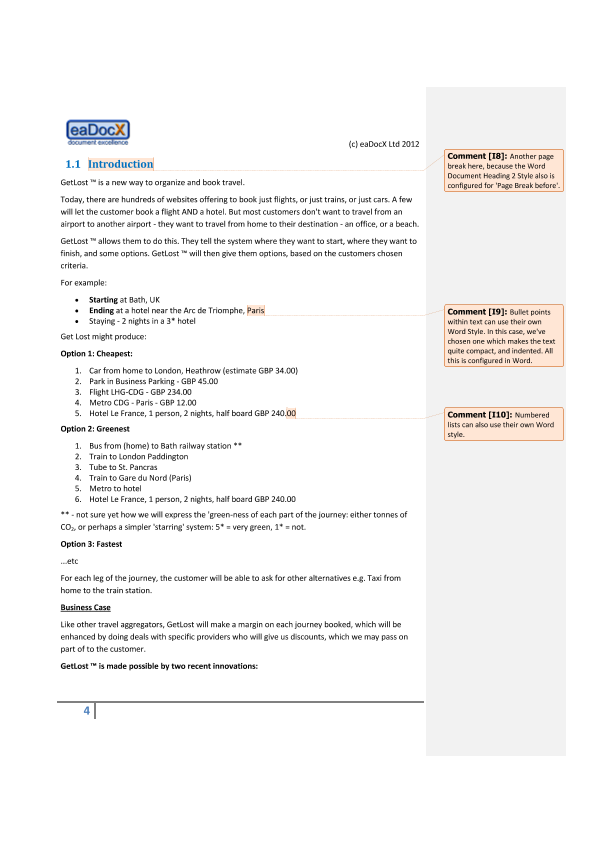 eaDocX
document excellence
(c) eaDocX Ltd 2012
1.1 Introduction
GetLost ™ is a new way to organize and book travel.
Today, there are hundreds of websites offering to book just flights, or just trains, or just cars. A few
will let the customer book a flight AND a hotel. But most customers don't want to travel from an
airport to another airport - they want to travel from home to their destination - an office, or a beach.
GetLost ™ allows them to do this. They tell the system where they want to start, where they want to
finish, and some options. GetLost ™ will then give them options, based on the customers chosen
criteria.
For example:
• Starting at Bath, UK
• Ending at a hotel near the Arc de Triomphe, Paris
• Staying - 2 nights in a 3* hotel
Get Lost might produce:
Option 1: Cheapest:
1. Car from home to London, Heathrow (estimate GBP 34.00)
2. Park in Business Parking - GBP 45.00
3. Flight LHG-CDG - GBP 234.00
4. Metro CDG - Paris - GBP 12.00
5. Hotel Le France, 1 person, 2 nights, half board GBP 240.00
Option 2: Greenest
1. Bus from (home) to Bath railway station **
2. Train to London Paddington
3. Tube to St. Pancras
4. Train to Gare du Nord (Paris)
5. Metro to hotel
6. Hotel Le France, 1 person, 2 nights, half board GBP 240.00
** - not sure yet how we will express the 'green-ness of each part of the journey: either tonnes of
CO₂, or perhaps a simpler 'starring' system: 5* = very green, 1* = not.
Option 3: Fastest
...etc
For each leg of the journey, the customer will be able to ask for other alternatives e.g. Taxi from
home to the train station.
Business Case
Like other travel aggregators, GetLost will make a margin on each journey booked, which will be
enhanced by doing deals with specific providers who will give us discounts, which we may pass on
part of to the customer.
GetLost ™ is made possible by two recent innovations:
4
Comment [I8]: Another page
break here, because the Word
Document Heading 2 Style also is
configured for 'Page Break before'.
Comment [I9]: Bullet points
within text can use their own
Word Style. In this case, we've
chosen one which makes the text
quite compact, and indented. All
this is configured in Word.
Comment [I10]: Numbered
lists can also use their own Word
style.